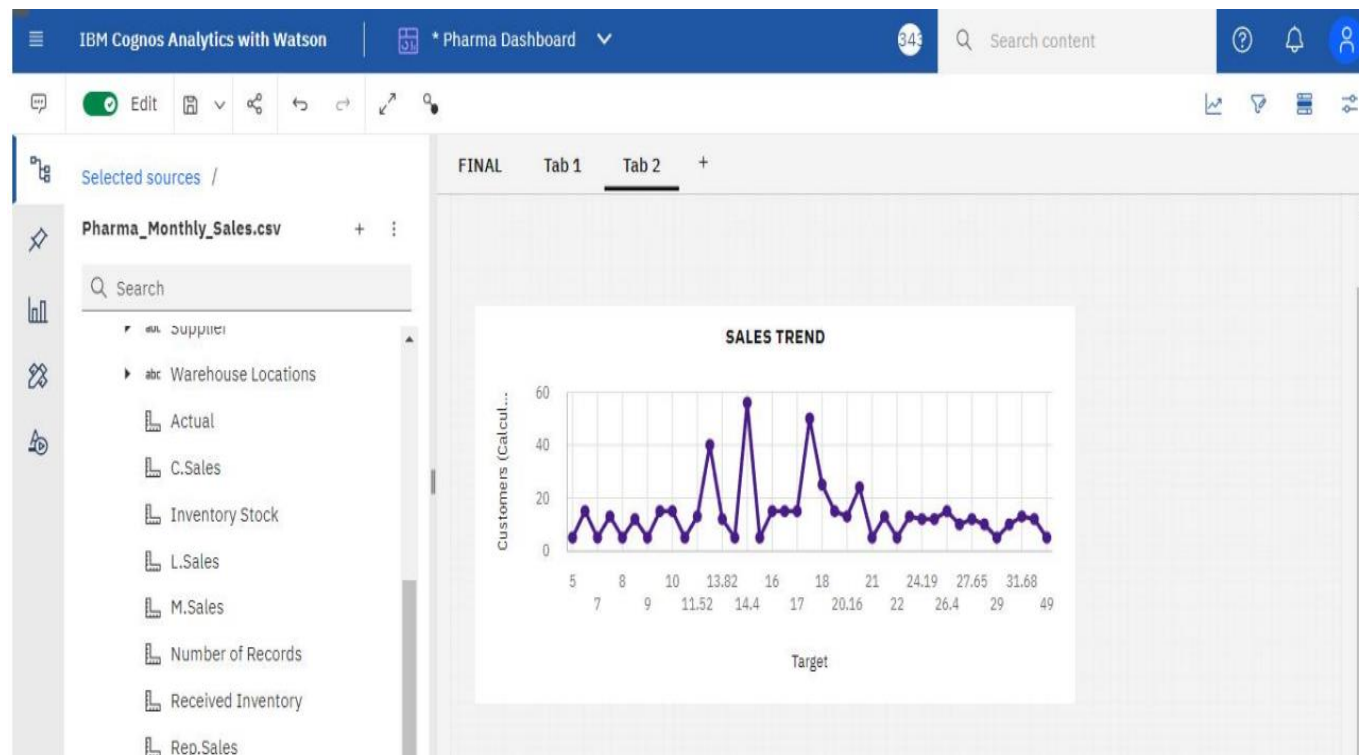 IBM Cognos Analytics with Watson
* Pharma Dashboard
343
Search content
Edit
Selected sources /
Pharma_Monthly_Sales.csv
Search
abc Supplier
abc Warehouse Locations
Actual
C.Sales
Inventory Stock
L.Sales
M.Sales
Number of Records
Received Inventory
Rep.Sales
FINAL Tab 1 Tab 2 +
SALES TREND
Customers (Calcul...
60
40
20
0
5 8 10 13.82 16 18 21 24.19 27.65 31.68
7 9 11.52 14.4 17 20.16 22 26.4 29 49
Target